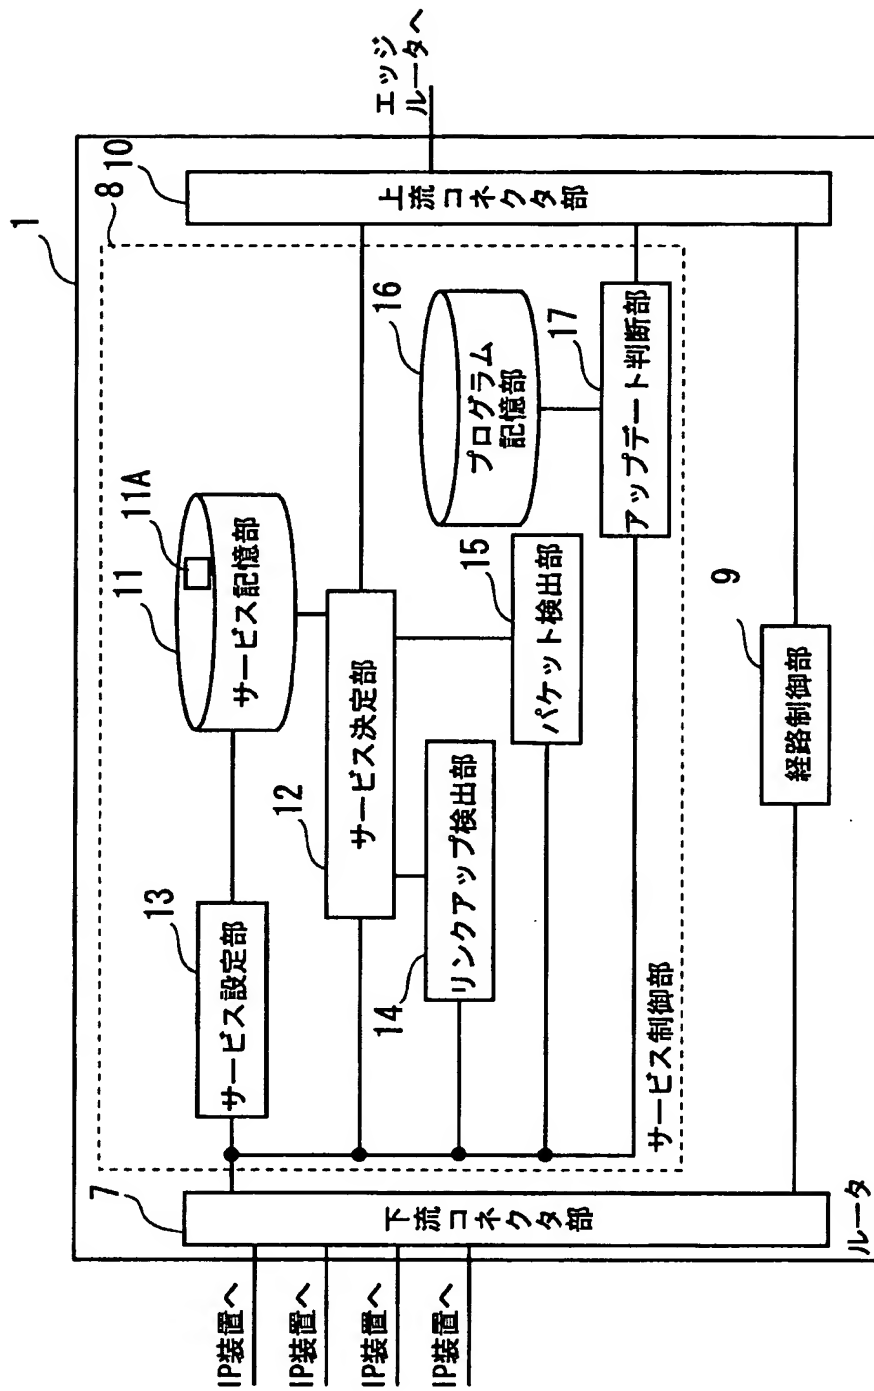 1
ルータ
IP装置へ
IP装置へ
IP装置へ
IP装置へ
7
下流コネクタ部
8
サービス制御部
13
サービス設定部
11
11A
サービス記憶部
12
サービス決定部
14
リンクアップ検出部
15
パケット検出部
16
プログラム
記憶部
17
アップデート判断部
9
経路制御部
10
上流コネクタ部
エッジ
ルータへ